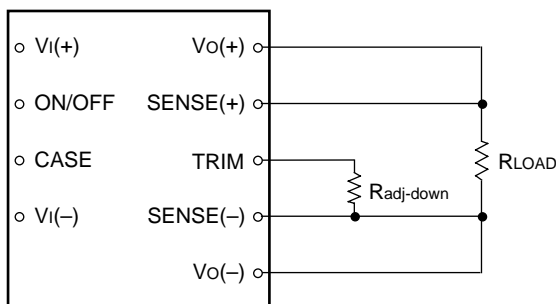 VI(+)
VO(+)
ON/OFF
SENSE(+)
CASE
TRIM
RLOAD
Radj-down
VI(–)
SENSE(–)
VO(–)